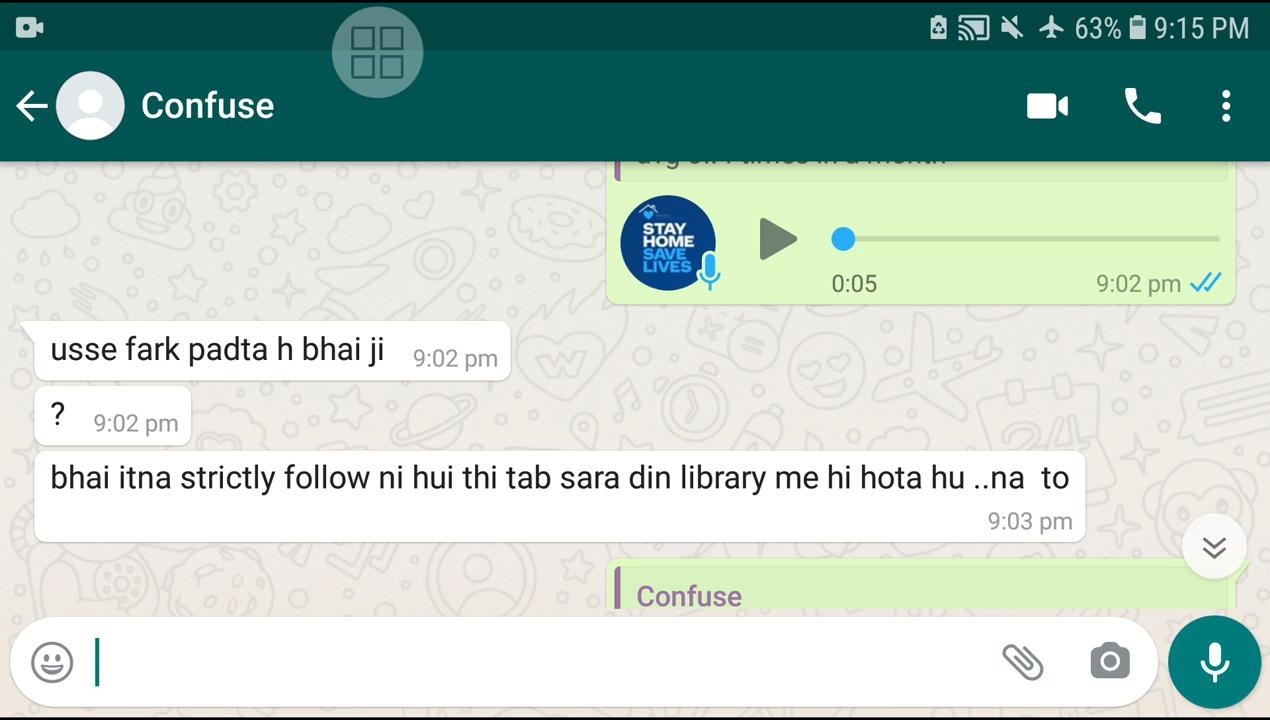 63% 9:15 PM
Confuse
STAY
HOME
SAVE
LIVES
0:05 9:02 pm
usse fark padta h bhai ji 9:02 pm
? 9:02 pm
bhai itna strictly follow ni hui thi tab sara din library me hi hota hu ..na to
9:03 pm
Confuse